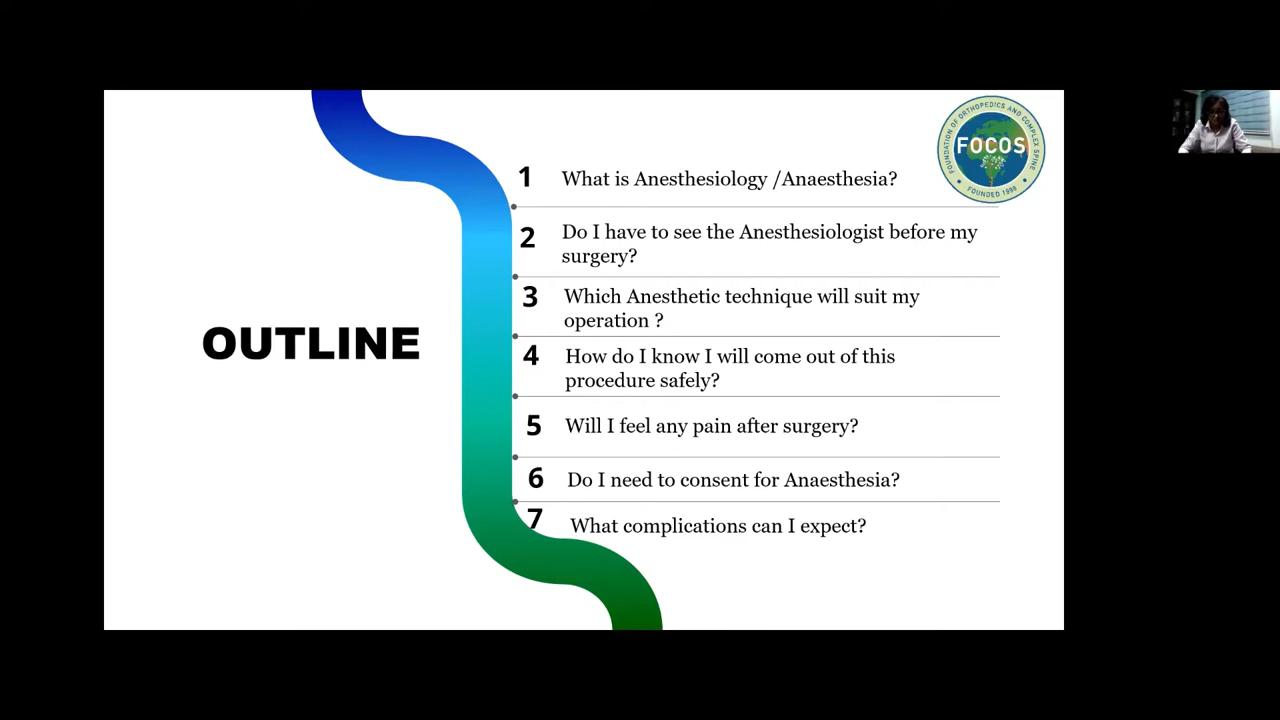 OUTLINE
1 What is Anesthesiology /Anaesthesia?
2 Do I have to see the Anesthesiologist before my
surgery?
3 Which Anesthetic technique will suit my
operation ?
4 How do I know I will come out of this
procedure safely?
5 Will I feel any pain after surgery?
6 Do I need to consent for Anaesthesia?
7 What complications can I expect?
FOUNDATION OF ORTHOPEDICS AND COMPLEX SPINE
FOCOS
FOUNDED 1998